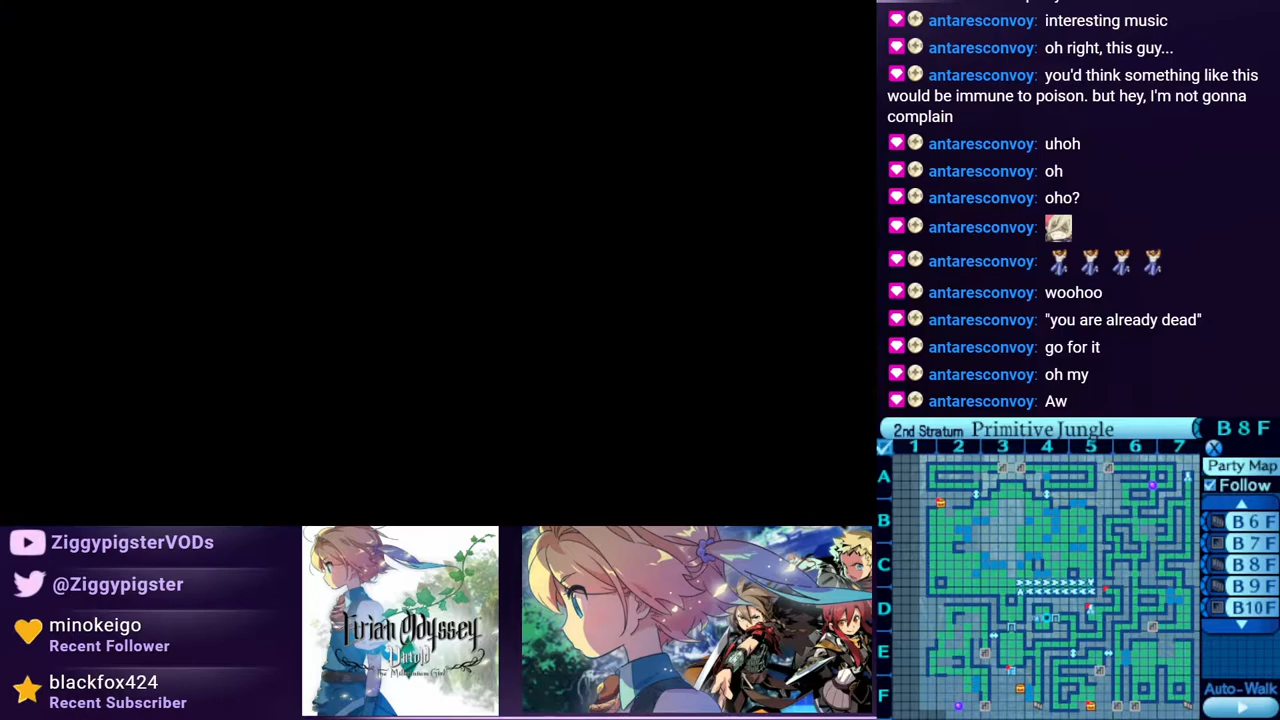 antaresconvoy: interesting music
antaresconvoy: oh right, this guy...
antaresconvoy: you'd think something like this
would be immune to poison. but hey, I'm not gonna
complain
antaresconvoy: uhoh
antaresconvoy: oh
antaresconvoy: oho?
antaresconvoy:
antaresconvoy:
antaresconvoy: woohoo
antaresconvoy: "you are already dead"
antaresconvoy: go for it
antaresconvoy: oh my
antaresconvoy: Aw
2nd Stratum Primitive Jungle B 8 F
1 2 3 4 5 6 7 X
A
B
C
D
E
F
Party Map
Follow
B 6 F
B 7 F
B 8 F
B 9 F
B10F
Auto-Walk
ZiggypigsterVODs
@Ziggypigster
minokeigo
Recent Follower
blackfox424
Recent Subscriber
Etrian Odyssey
Untold
The Millennium Girl